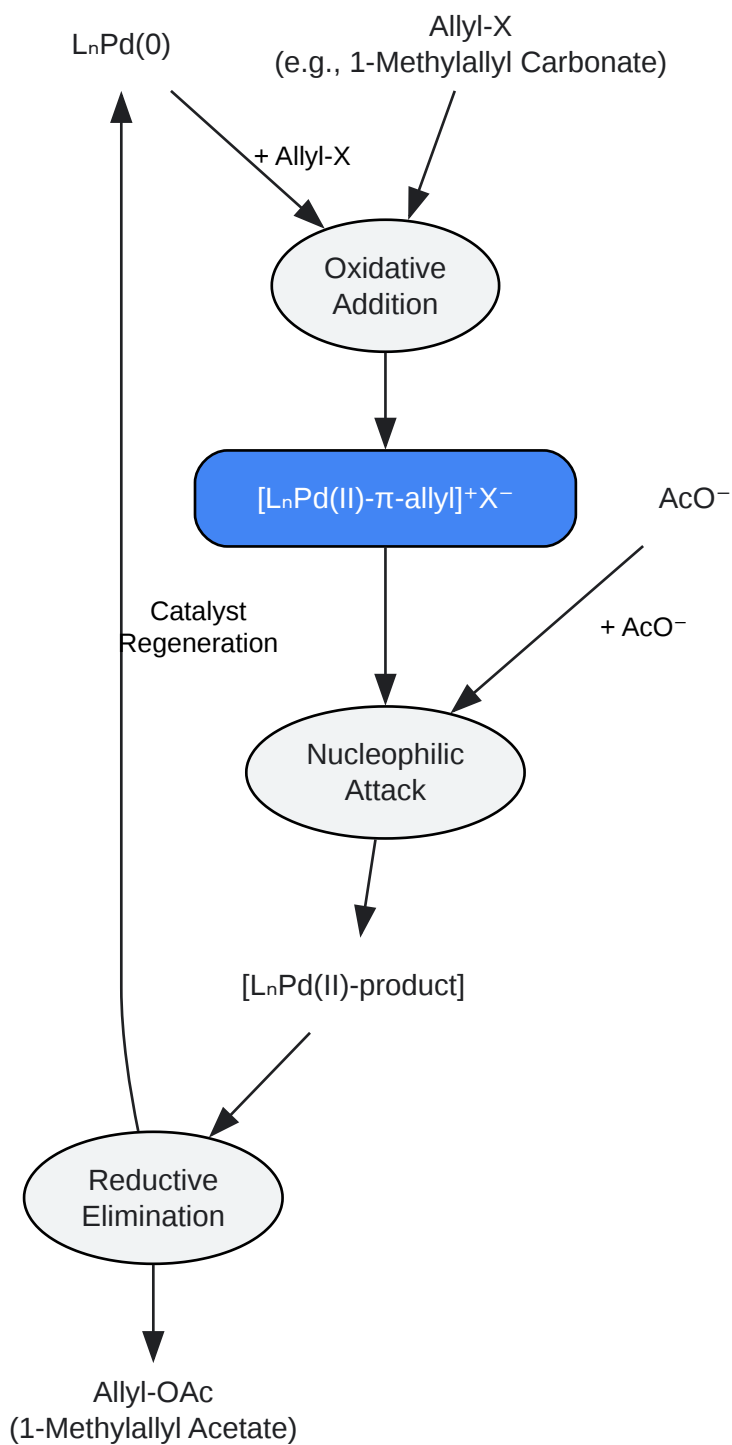 LₙPd(0)
Allyl-X
(e.g., 1-Methylallyl Carbonate)
+ Allyl-X
Oxidative
Addition
[LₙPd(II)-π-allyl]⁺X⁻
AcO⁻
Catalyst
Regeneration
+ AcO⁻
Nucleophilic
Attack
[LₙPd(II)-product]
Reductive
Elimination
Allyl-OAc
(1-Methylallyl Acetate)